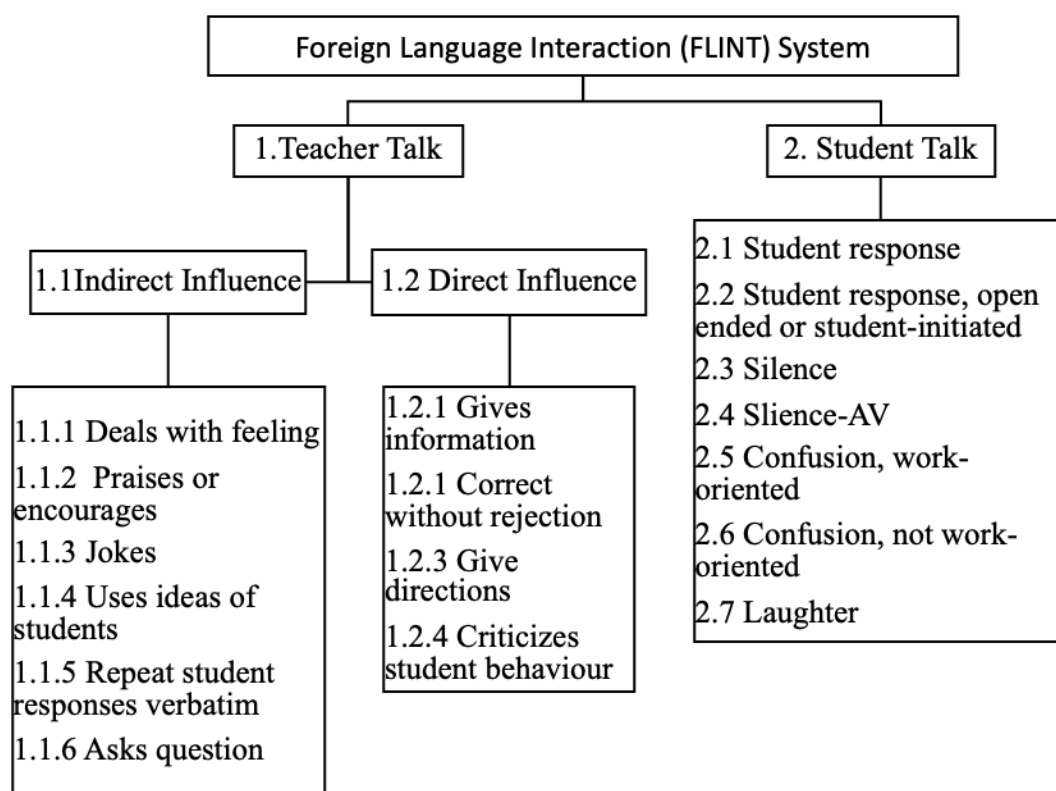 Foreign Language Interaction (FLINT) System
1.Teacher Talk
2. Student Talk
1.1Indirect Influence
1.2 Direct Influence
1.1.1 Deals with feeling
1.1.2 Praises or
encourages
1.1.3 Jokes
1.1.4 Uses ideas of
students
1.1.5 Repeat student
responses verbatim
1.1.6 Asks question
1.2.1 Gives
information
1.2.1 Correct
without rejection
1.2.3 Give
directions
1.2.4 Criticizes
student behaviour
2.1 Student response
2.2 Student response, open
ended or student-initiated
2.3 Silence
2.4 Slience-AV
2.5 Confusion, work-
oriented
2.6 Confusion, not work-
oriented
2.7 Laughter